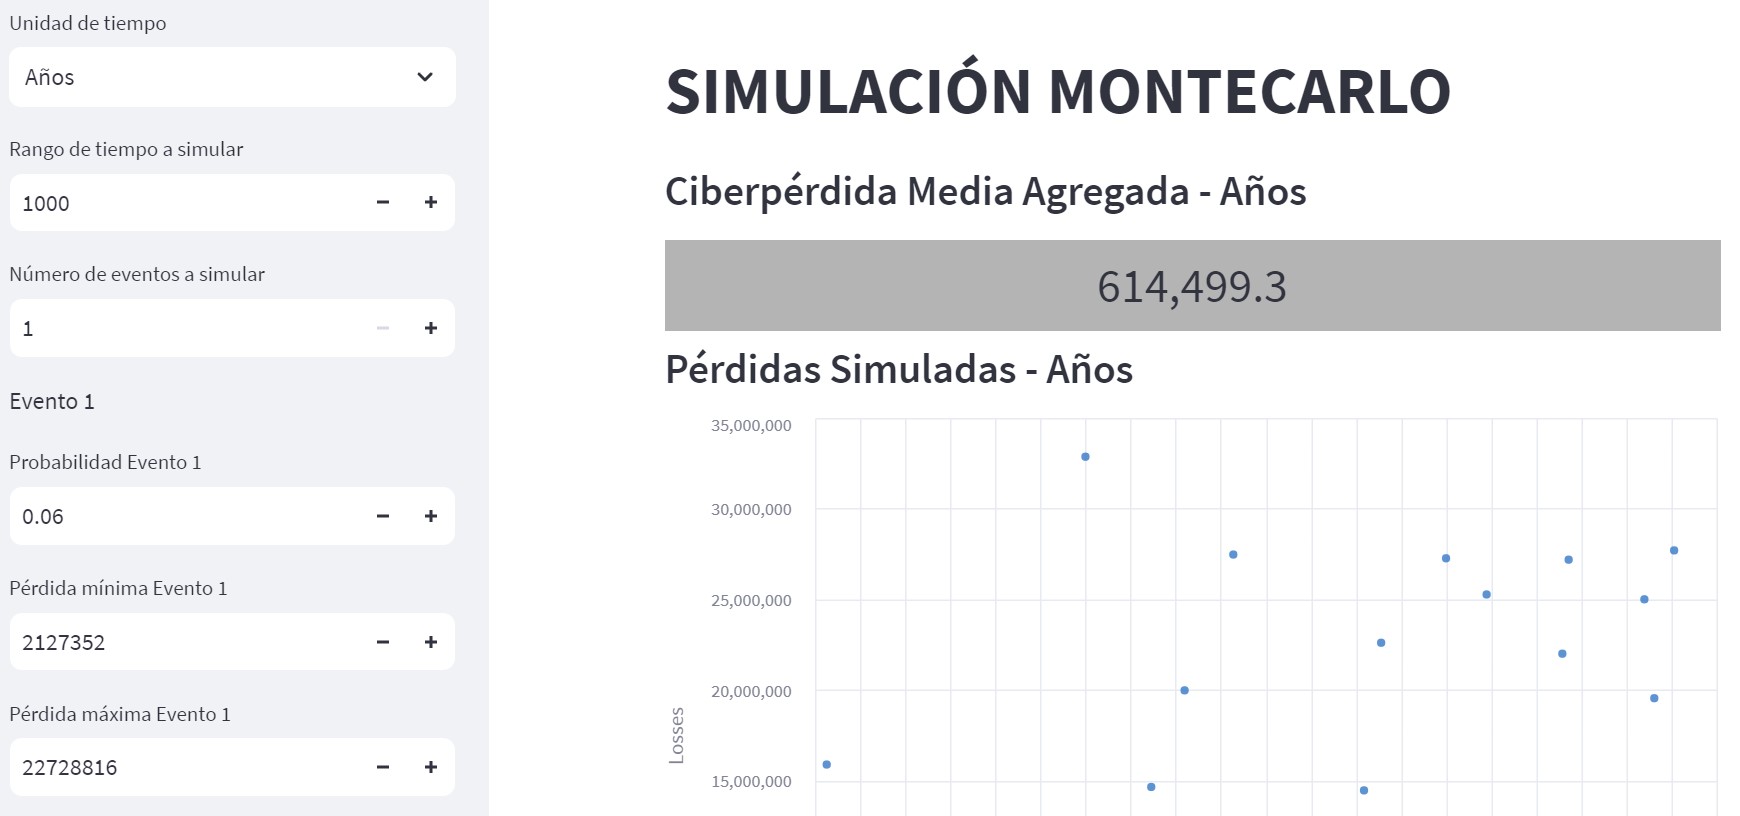 Unidad de tiempo
Años
Rango de tiempo a simular
1000
Número de eventos a simular
1
Evento 1
Probabilidad Evento 1
0.06
Pérdida mínima Evento 1
2127352
Pérdida máxima Evento 1
22728816
SIMULACIÓN MONTECARLO
Ciberpérdida Media Agregada - Años
614,499.3
Pérdidas Simuladas - Años
35,000,000
30,000,000
25,000,000
20,000,000
15,000,000
Losses